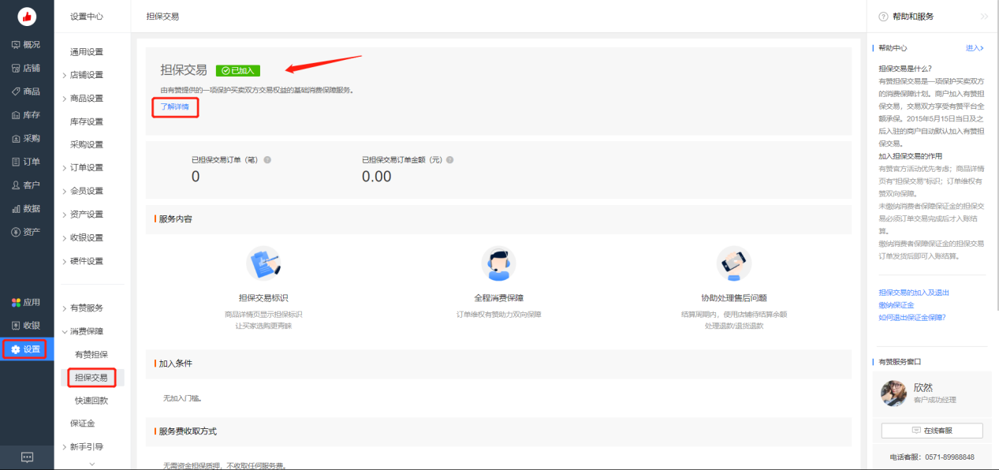 概况
店铺
商品
库存
采购
订单
客户
数据
资产
应用
收银
设置
设置中心
通用设置
店铺设置
商品设置
库存设置
采购设置
订单设置
会员设置
资产设置
收银设置
硬件设置
有赞服务
消费保障
有赞担保
担保交易
快速回款
保证金
新手引导
担保交易
担保交易 已加入
由有赞提供的一项保护买卖双方交易权益的基础消费保障服务。
了解详情
已担保交易订单（笔） ?
0
已担保交易订单金额（元） ?
0.00
服务内容
担保交易标识
商品详情页显示担保标识
让买家选购更青睐
全程消费保障
订单维权有赞助力双向保障
协助处理售后问题
结算周期内，使用店铺待结算余额
处理退款/退货退款
加入条件
无加入门槛。
服务费收取方式
无需资金担保质押，不收取任何服务费。
? 帮助和服务 >>
帮助中心 进入>
担保交易是什么?
有赞担保交易是一项保护买卖双方
的消费保障计划。商户加入有赞担
保交易，交易双方享受有赞平台全
额承保。2015年5月15日当日及之
后入驻的商户自动默认加入有赞担
保交易。
加入担保交易的作用
有赞官方活动优先考虑；商品详情
页有"担保交易"标识；订单维权有
赞双向保障。
未缴纳消费者保障保证金的担保交
易必须订单交易完成后才入账结
算。
缴纳消费者保障保证金的担保交易
订单发货后即可入账结算。
担保交易的加入及退出
缴纳保证金
如何退出保证金保障?
有赞服务窗口
欣然
客户成功经理
在线客服
电话客服：0571-89988848